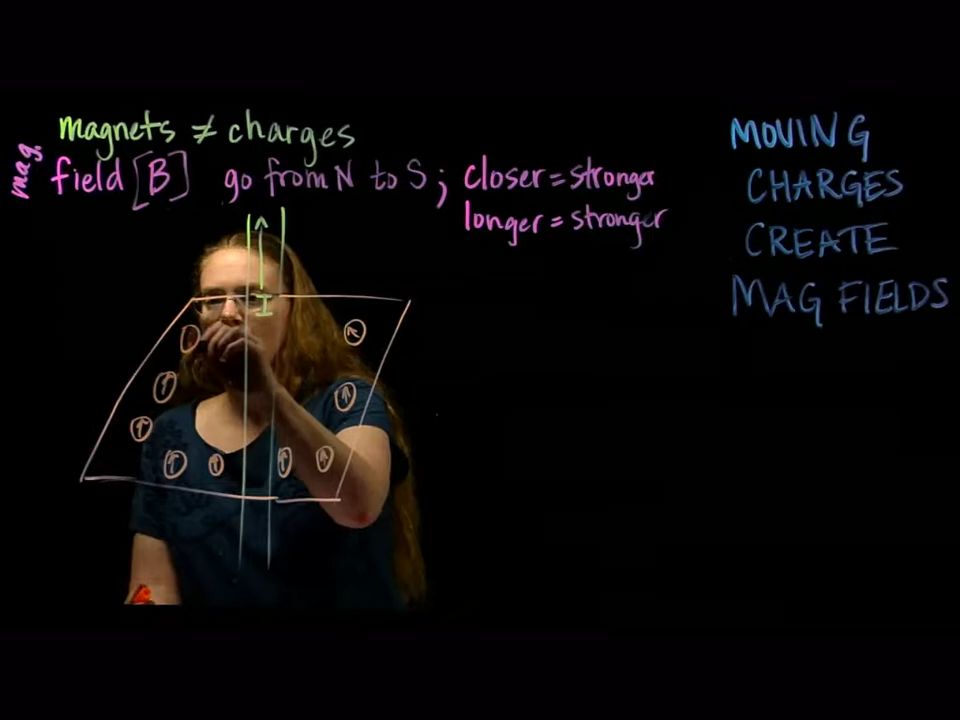 magnets ≠ charges
mag. field [B] go from N to S; closer = stronger
longer = stronger
I
MOVING
CHARGES
CREATE
MAG FIELDS